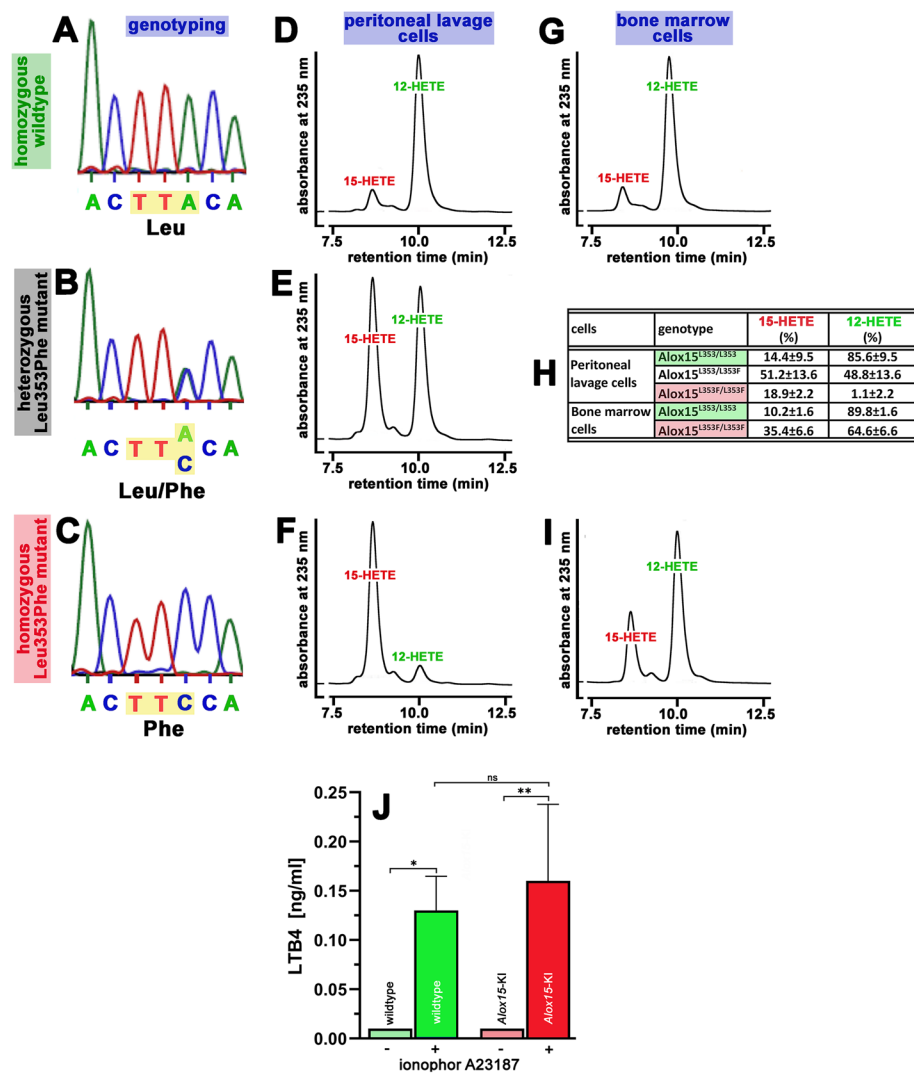 A
genotyping
homozygous
wildtype
A C T T A C A
Leu
B
heterozygous
Leu353Phe mutant
A
A C T T C A
C
Leu/Phe
C
homozygous
Leu353Phe mutant
A C T T C C A
Phe
D
peritoneal lavage
cells
absorbance at 235 nm
12-HETE
15-HETE
7.5 10.0 12.5
retention time (min)
E
absorbance at 235 nm
15-HETE
12-HETE
7.5 10.0 12.5
retention time (min)
F
absorbance at 235 nm
15-HETE
12-HETE
7.5 10.0 12.5
retention time (min)
G
bone marrow
cells
absorbance at 235 nm
12-HETE
15-HETE
7.5 10.0 12.5
retention time (min)
H
cells genotype 15-HETE (%) 12-HETE (%)
Peritoneal lavage cells Alox15L353/L353 14.4±9.5 85.6±9.5
Alox15L353/L353F 51.2±13.6 48.8±13.6
Alox15L353F/L353F 18.9±2.2 1.1±2.2
Bone marrow cells Alox15L353/L353 10.2±1.6 89.8±1.6
Alox15L353F/L353F 35.4±6.6 64.6±6.6
I
absorbance at 235 nm
12-HETE
15-HETE
7.5 10.0 12.5
retention time (min)
J
ns
**
*
LTB4 [ng/ml]
0.25
0.20
0.15
0.10
0.05
0.00
wildtype
wildtype
Alox15-KI
Alox15-KI
- + - +
ionophor A23187